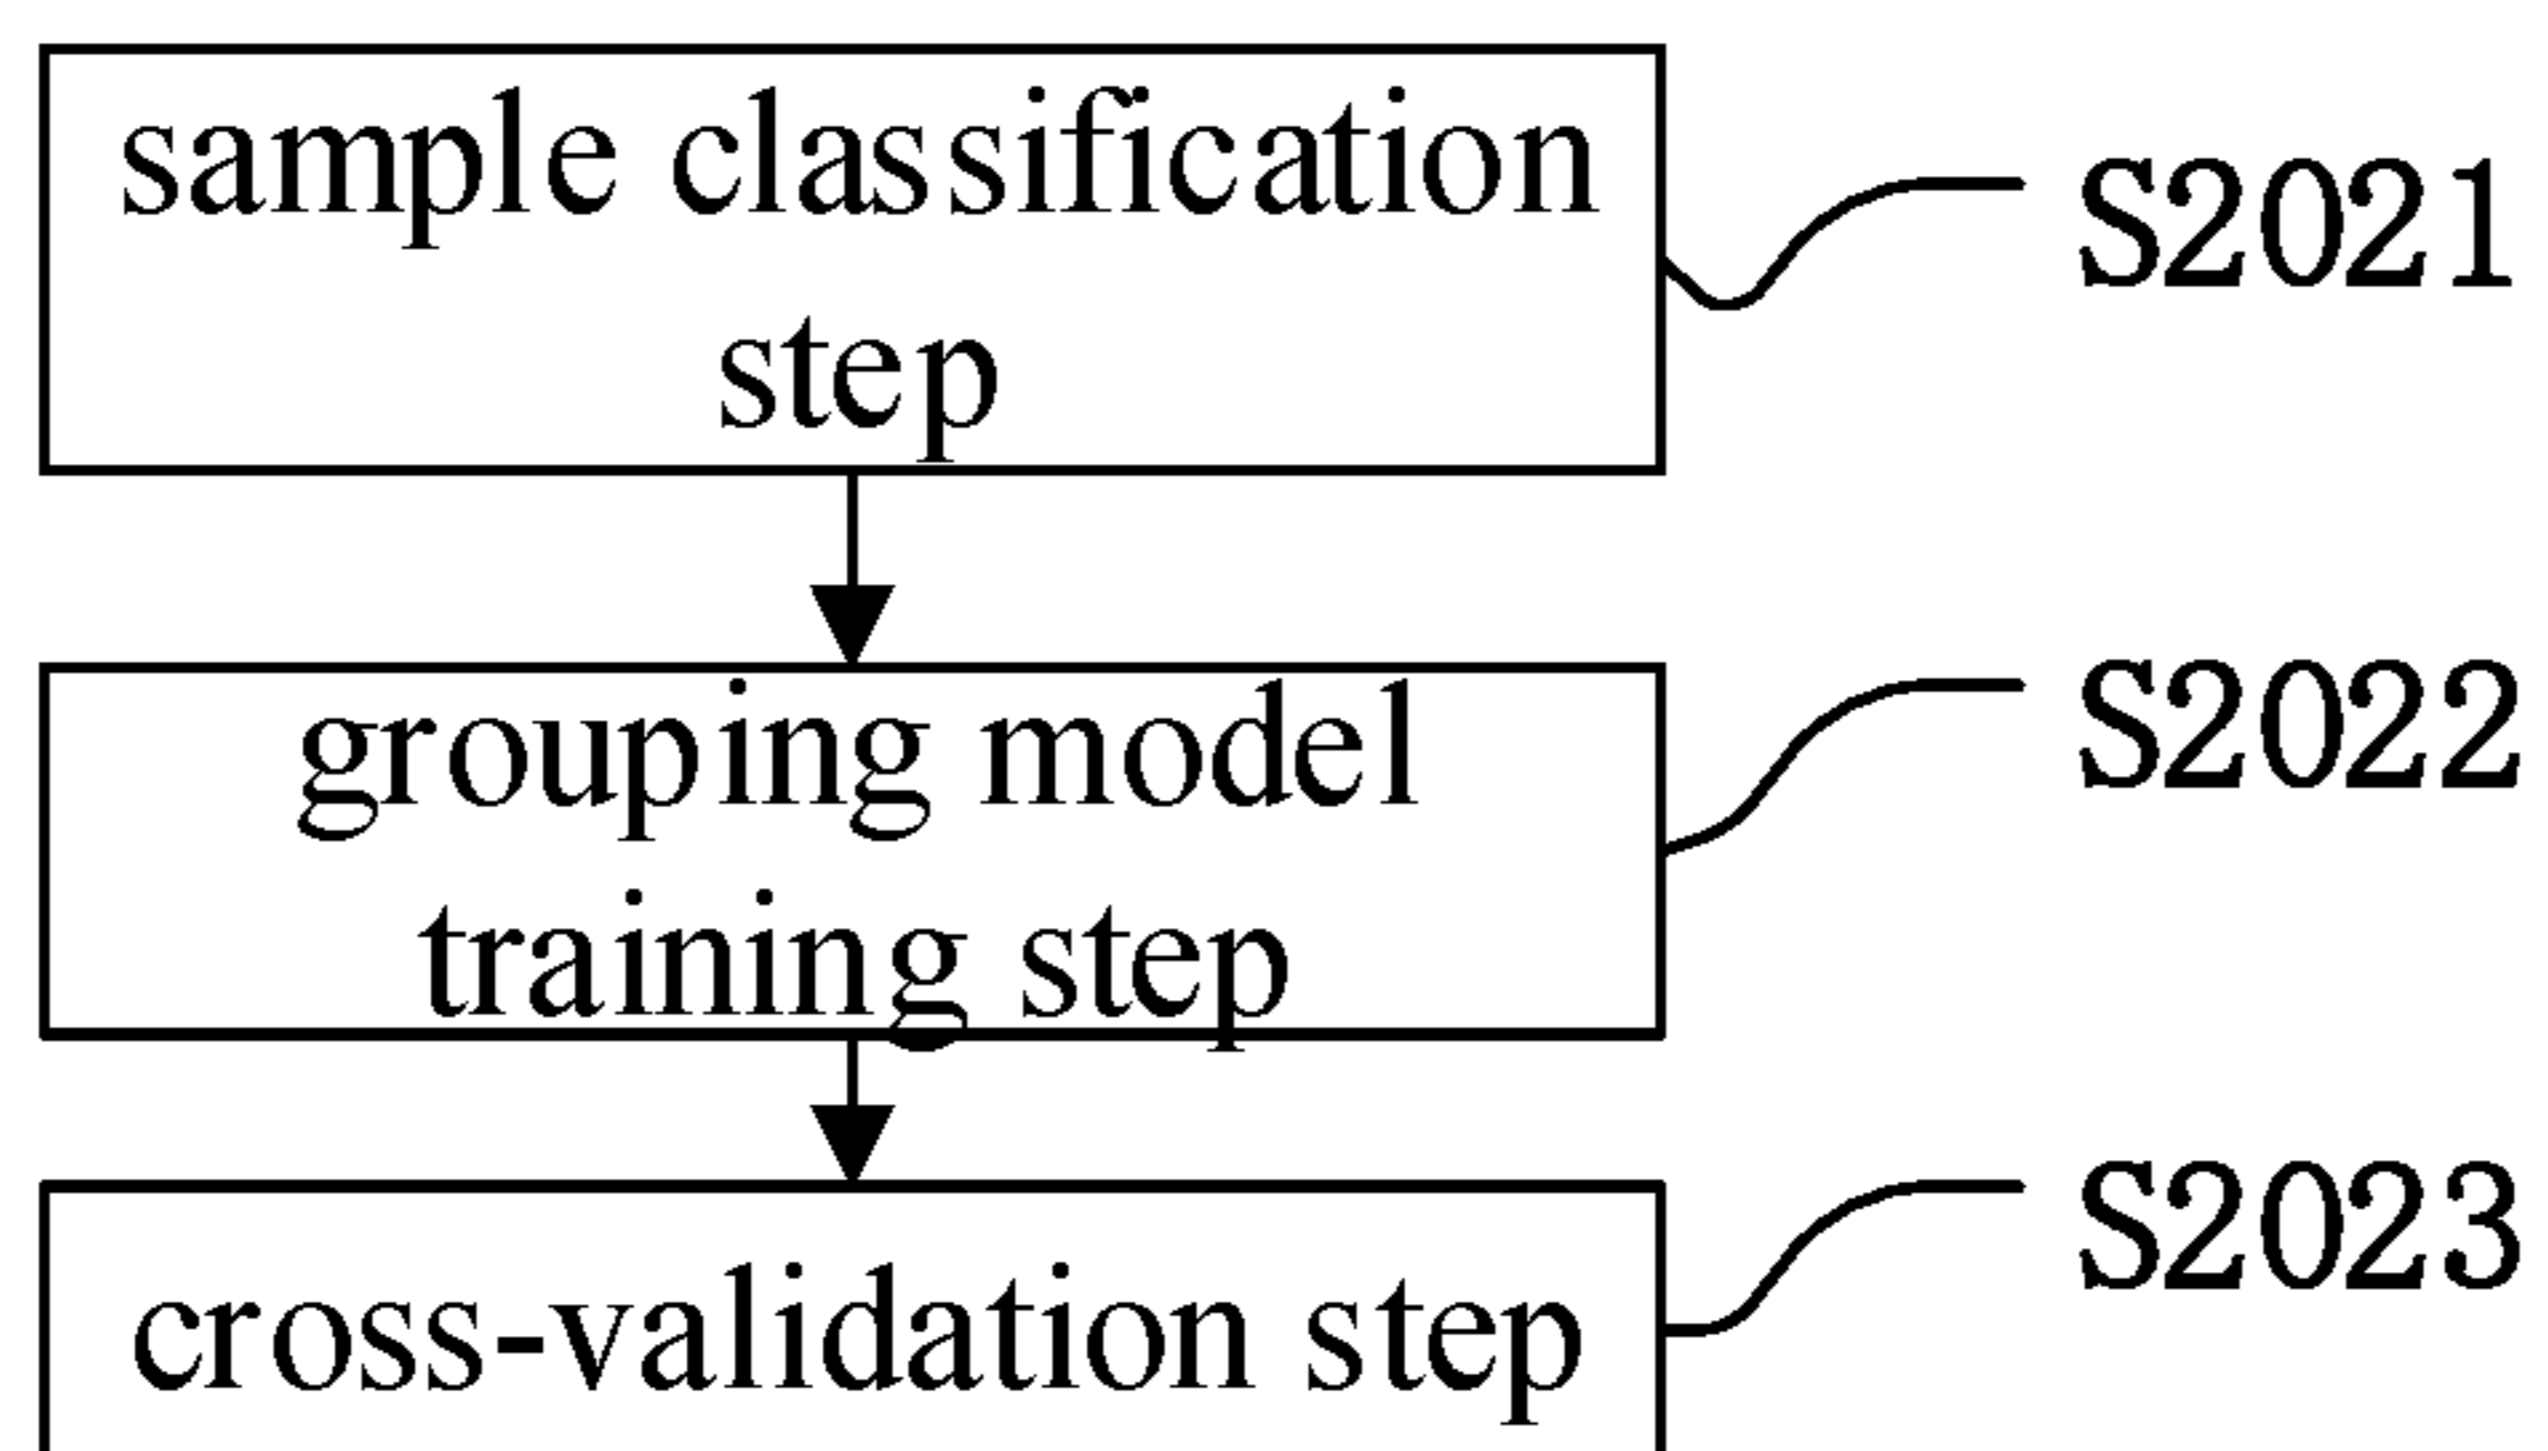 sample classification
step
S2021
grouping model
training step
S2022
cross-validation step
S2023